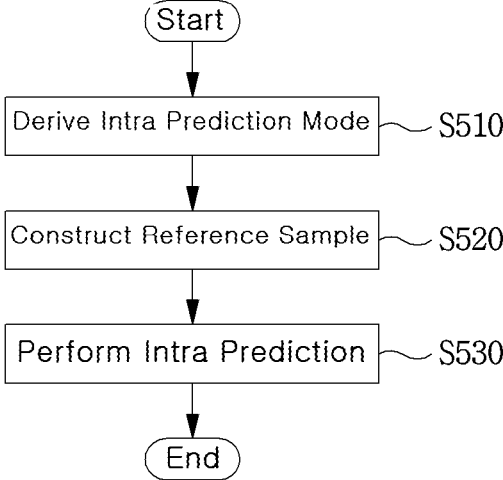 Start
Derive Intra Prediction Mode
S510
Construct Reference Sample
S520
Perform Intra Prediction
S530
End